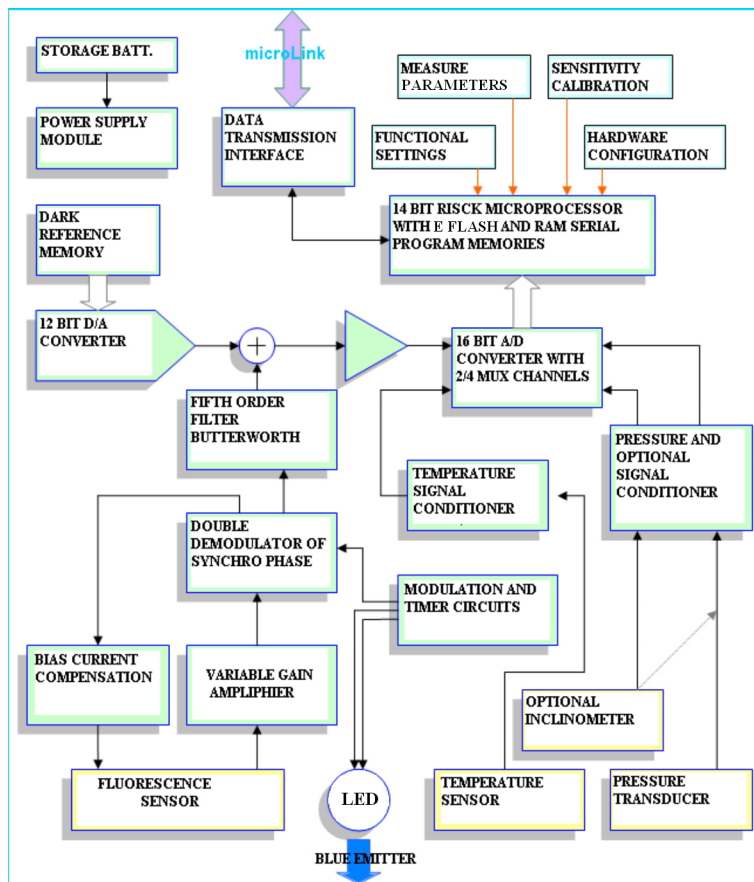 STORAGE BATT.
microLink
MEASURE
PARAMETERS
SENSITIVITY
CALIBRATION
POWER SUPPLY
MODULE
DATA
TRANSMISSION
INTERFACE
FUNCTIONAL
SETTINGS
HARDWARE
CONFIGURATION
DARK
REFERENCE
MEMORY
14 BIT RISCK MICROPROCESSOR
WITH E FLASH AND RAM SERIAL
PROGRAM MEMORIES
12 BIT D/A
CONVERTER
+
16 BIT A/D
CONVERTER WITH
2/4 MUX CHANNELS
FIFTH ORDER
FILTER
BUTTERWORTH
TEMPERATURE
SIGNAL
CONDITIONER
PRESSURE AND
OPTIONAL
SIGNAL
CONDITIONER
DOUBLE
DEMODULATOR OF
SYNCHRO PHASE
MODULATION AND
TIMER CIRCUITS
BIAS CURRENT
COMPENSATION
VARIABLE GAIN
AMPLIPHIER
OPTIONAL
INCLINOMETER
FLUORESCENCE
SENSOR
LED
TEMPERATURE
SENSOR
PRESSURE
TRANSDUCER
BLUE EMITTER